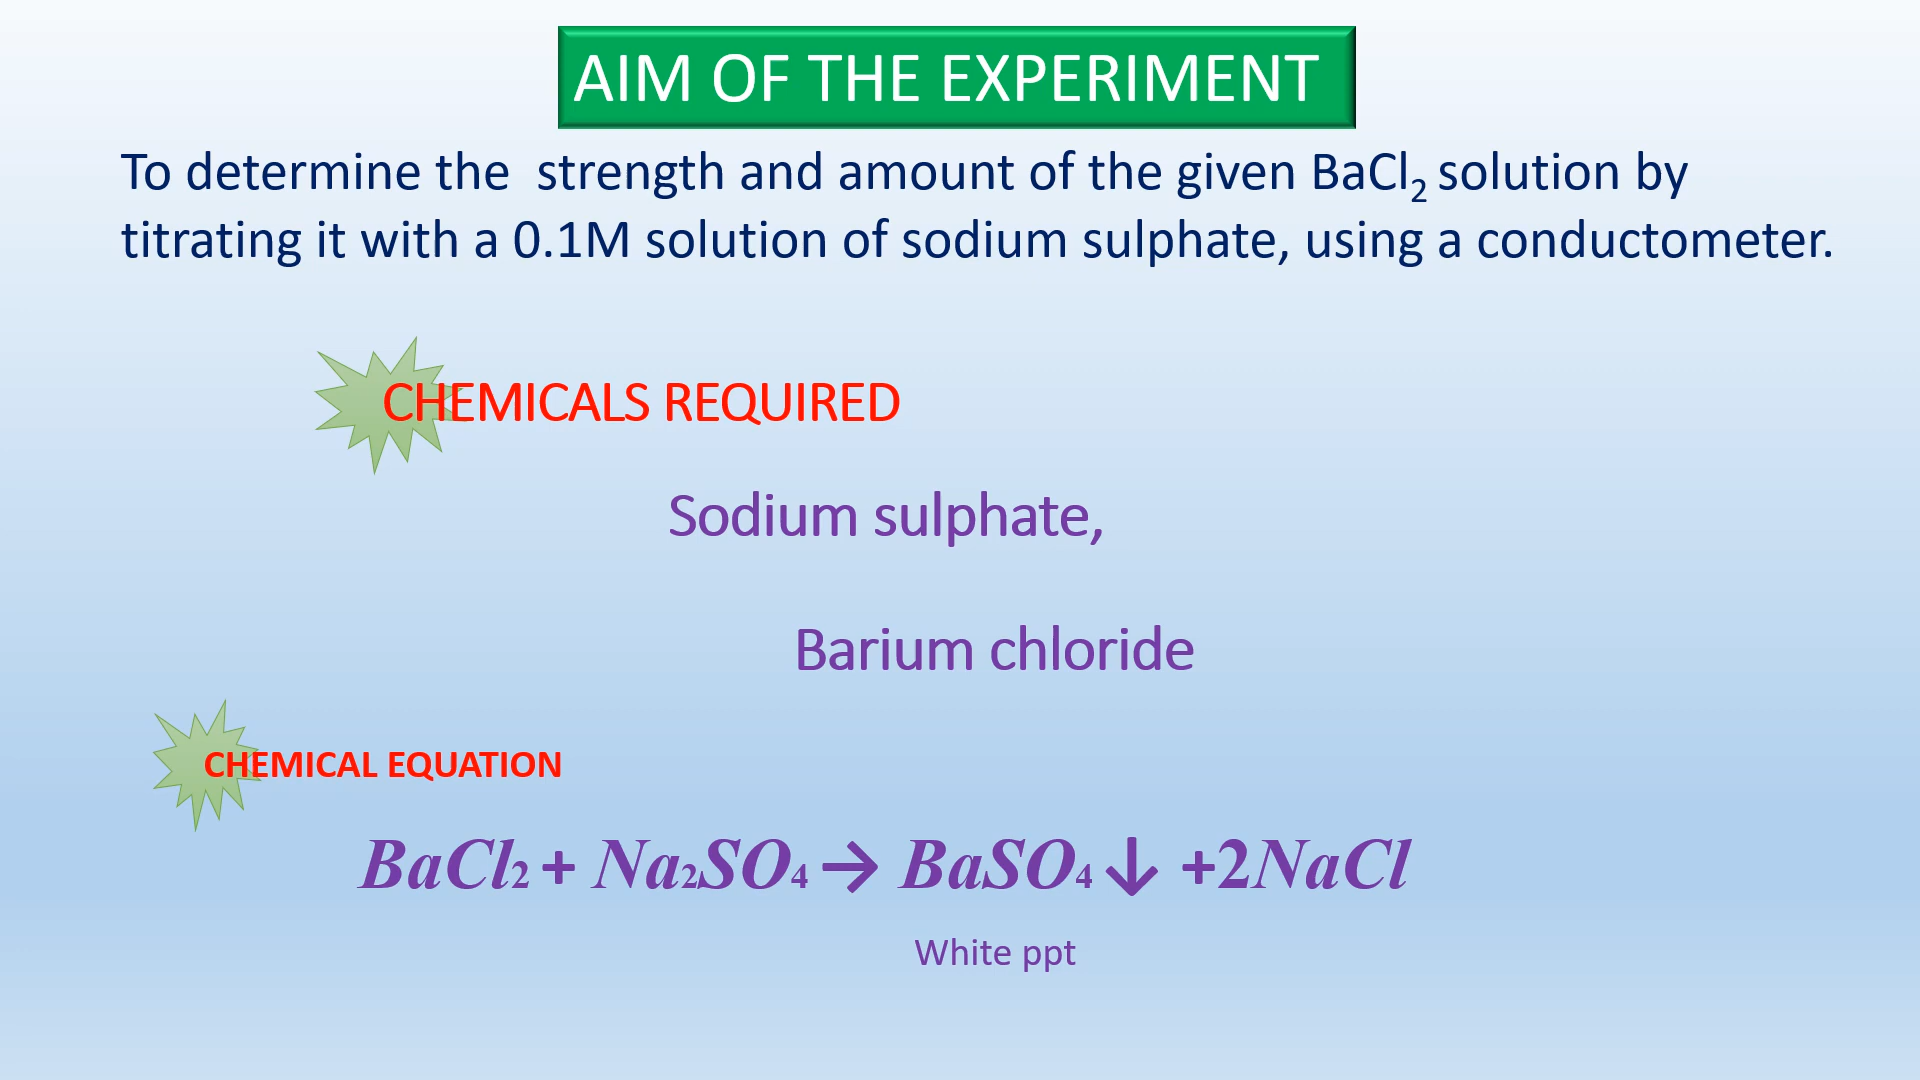 AIM OF THE EXPERIMENT
To determine the  strength and amount of the given BaCl₂ solution by
titrating it with a 0.1M solution of sodium sulphate, using a conductometer.
CHEMICALS REQUIRED
Sodium sulphate,
Barium chloride
CHEMICAL EQUATION
BaCl₂ + Na₂SO₄ → BaSO₄ ↓ +2NaCl
White ppt